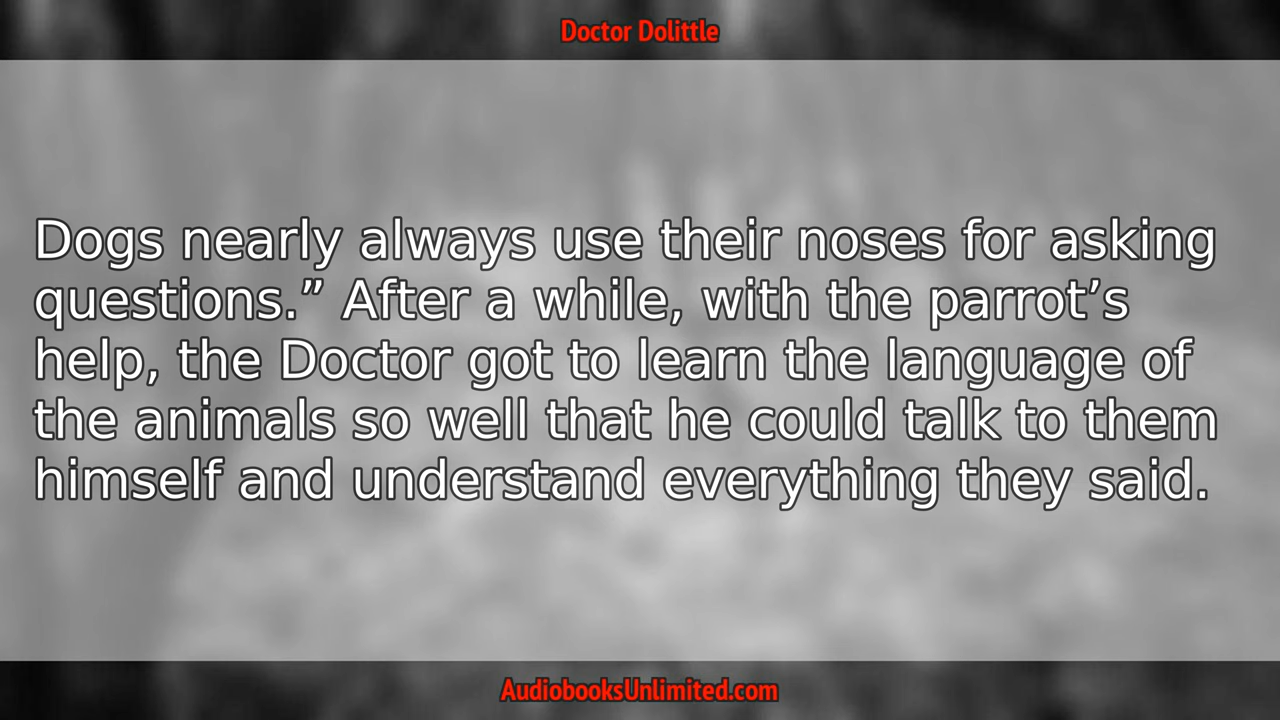 Doctor Dolittle
Dogs nearly always use their noses for asking
questions.” After a while, with the parrot’s
help, the Doctor got to learn the language of
the animals so well that he could talk to them
himself and understand everything they said.
AudiobooksUnlimited.com